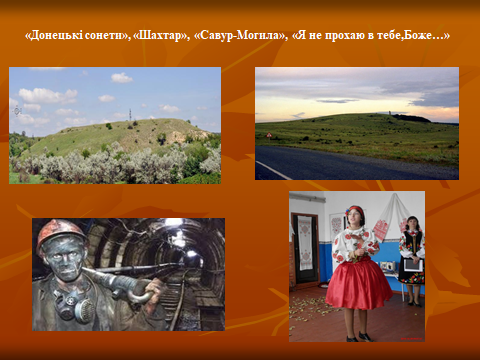 «Донецькі сонети», «Шахтар», «Савур-Могила», «Я не прохаю в тебе,Боже…»